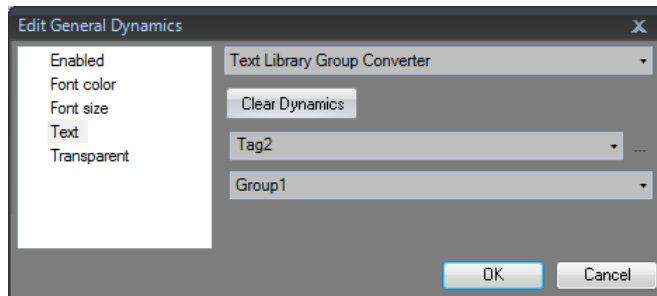 Edit General Dynamics
X
Enabled
Font color
Font size
Text
Transparent
Text Library Group Converter
Clear Dynamics
Tag2
...
Group1
OK
Cancel